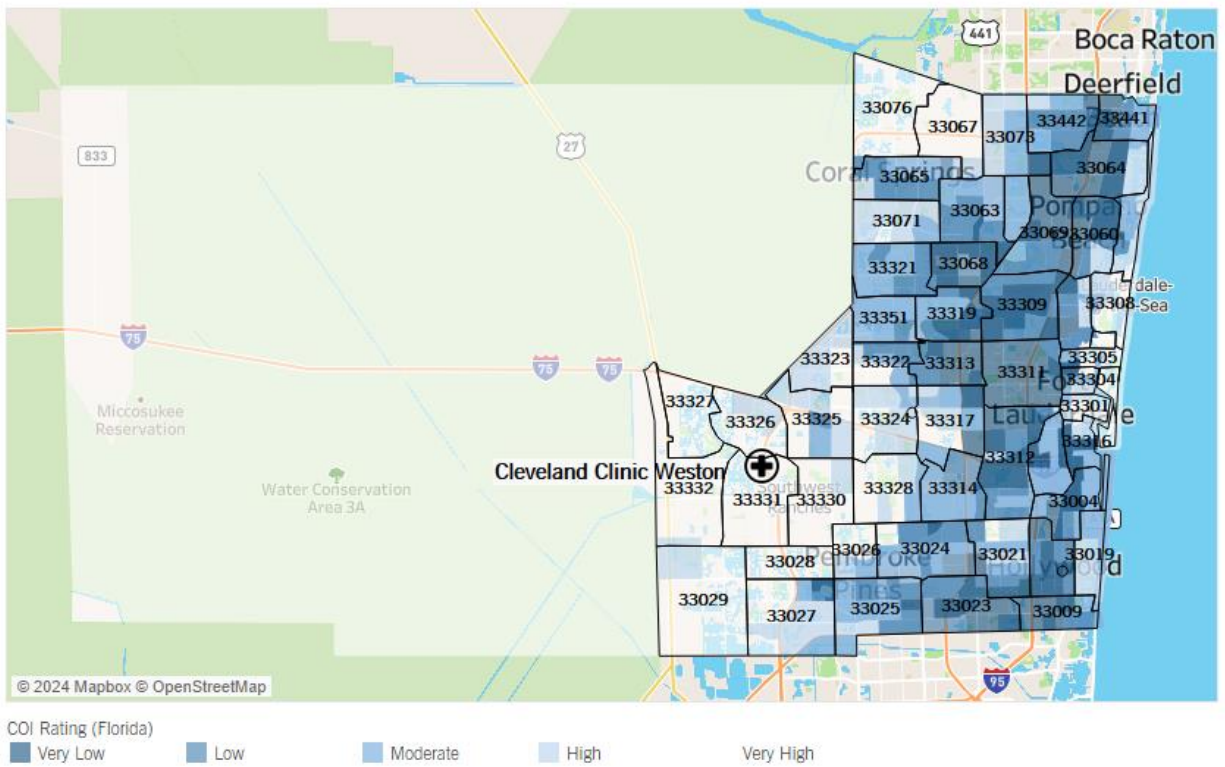 441
Boca Raton
Deerfield
33076
33067
33073
33442
33441
27
833
Coral Springs
33065
33064
33071
33063
Pompano
33069
33060
Beach
33321
33068
Lauderdale-
-Sea
33309
33308
33351
33319
75
75
75
33323
33322
33313
33311
33305
Fo
33304
33327
33326
33325
33324
33317
33301
Lau
e
33316
Miccosukee
Reservation
Cleveland Clinic Weston
33312
33332
33331
33330
33328
33314
33004
Southwest
Ranches
Water Conservation
Area 3A
A
33026
33024
33021
33019
Pembroke
Pines
Hollywood
33028
33029
33027
33025
33023
33009
95
© 2024 Mapbox © OpenStreetMap
COI Rating (Florida)
Very Low Low Moderate High Very High